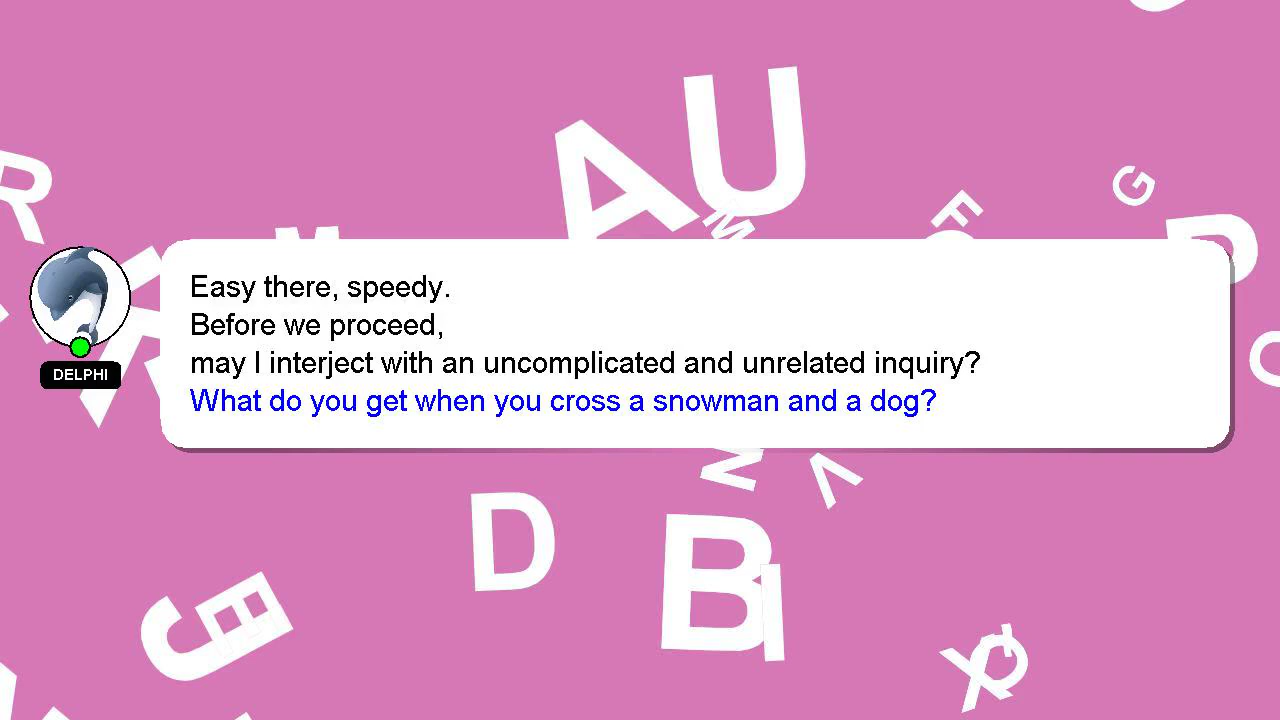 Easy there, speedy.
Before we proceed,
may I interject with an uncomplicated and unrelated inquiry?
What do you get when you cross a snowman and a dog?
DELPHI
A
U
M
F
G
R
D
D
B
I
J
E
X
Q